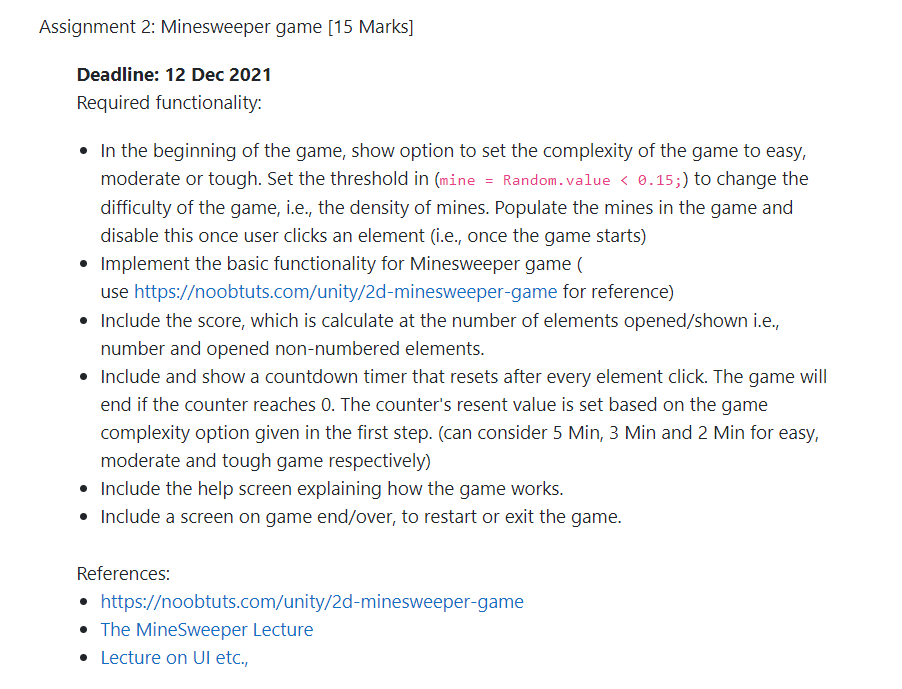 Assignment 2: Minesweeper game [15 Marks]
Deadline: 12 Dec 2021
Required functionality:
• In the beginning of the game, show option to set the complexity of the game to easy,
moderate or tough. Set the threshold in (mine = Random.value < 0.15;) to change the
difficulty of the game, i.e., the density of mines. Populate the mines in the game and
disable this once user clicks an element (i.e., once the game starts)
• Implement the basic functionality for Minesweeper game (
use https://noobtuts.com/unity/2d-minesweeper-game for reference)
• Include the score, which is calculate at the number of elements opened/shown i.e.,
number and opened non-numbered elements.
• Include and show a countdown timer that resets after every element click. The game will
end if the counter reaches 0. The counter's resent value is set based on the game
complexity option given in the first step. (can consider 5 Min, 3 Min and 2 Min for easy,
moderate and tough game respectively)
• Include the help screen explaining how the game works.
• Include a screen on game end/over, to restart or exit the game.
References:
• https://noobtuts.com/unity/2d-minesweeper-game
• The MineSweeper Lecture
• Lecture on UI etc.,